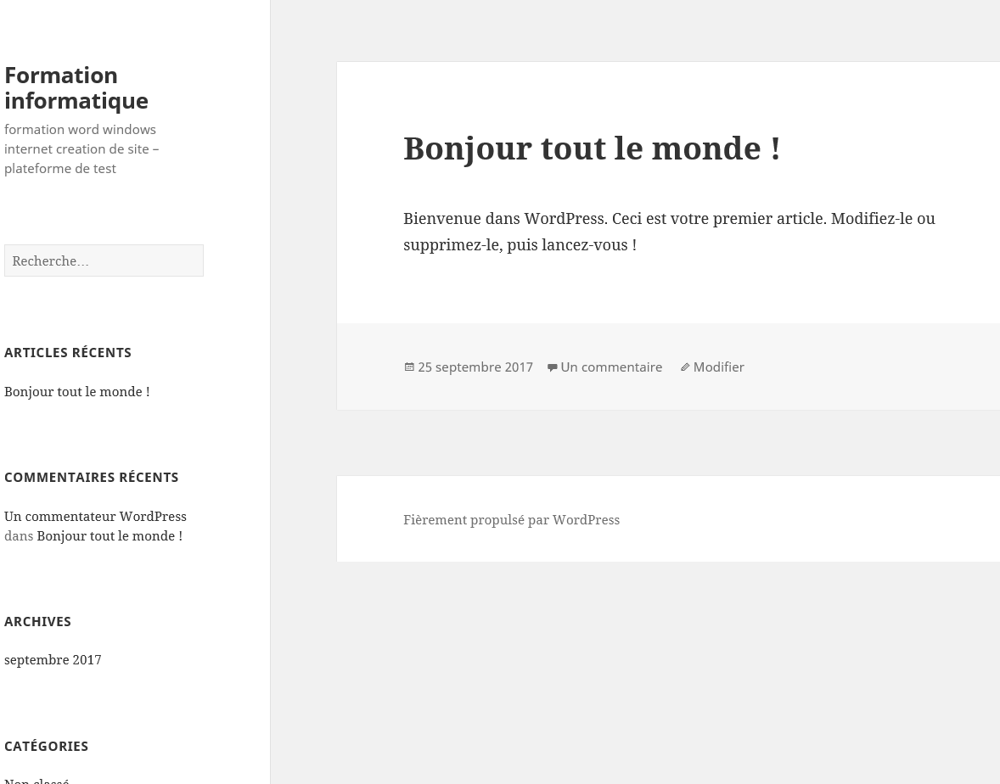 Formation
informatique
formation word windows
internet creation de site –
plateforme de test
Recherche…
ARTICLES RÉCENTS
Bonjour tout le monde !
COMMENTAIRES RÉCENTS
Un commentateur WordPress
dans Bonjour tout le monde !
ARCHIVES
septembre 2017
CATÉGORIES
Non classé
Bonjour tout le monde !
Bienvenue dans WordPress. Ceci est votre premier article. Modifiez-le ou
supprimez-le, puis lancez-vous !
25 septembre 2017 Un commentaire Modifier
Fièrement propulsé par WordPress